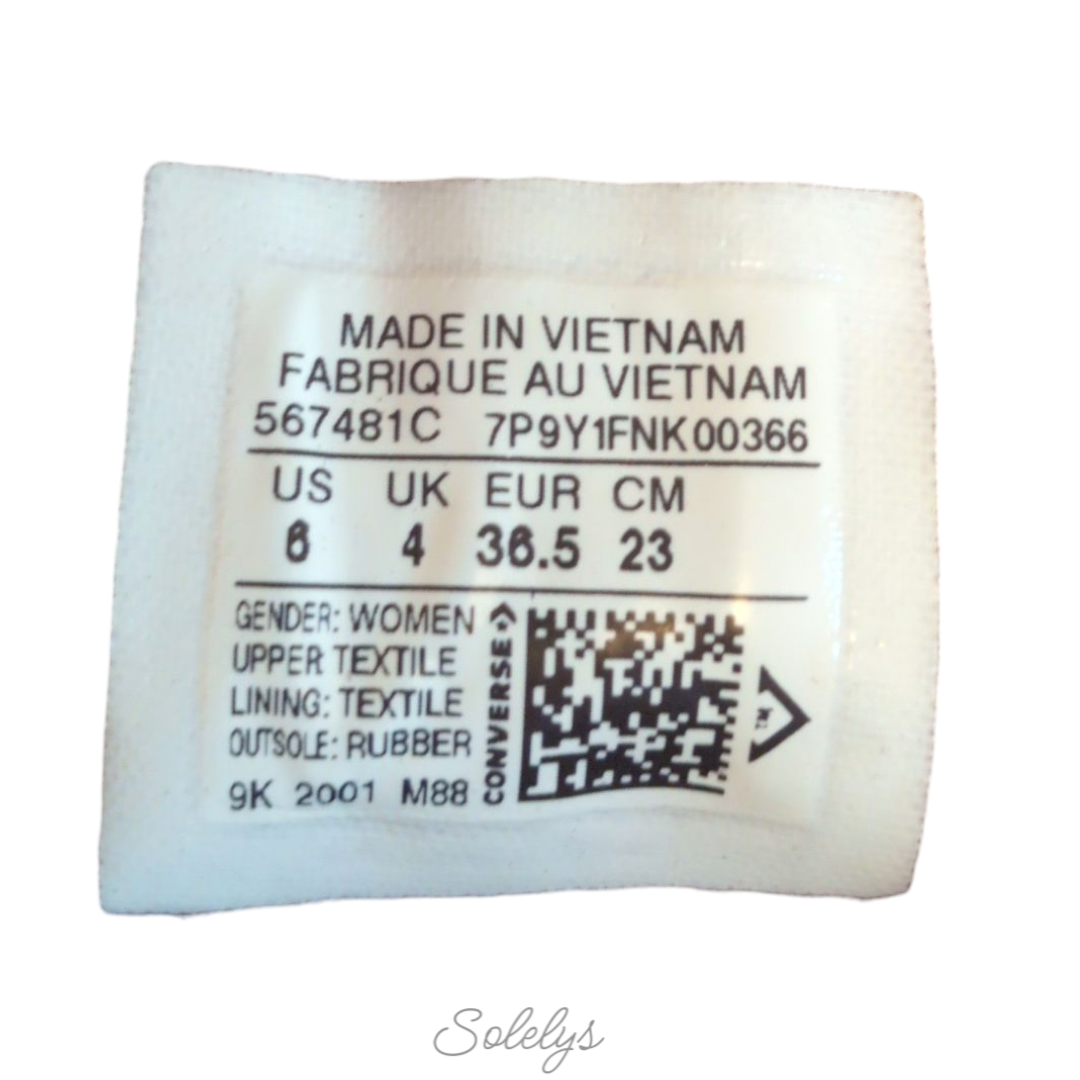 MADE IN VIETNAM
FABRIQUE AU VIETNAM
567481C 7P9Y1FNK00366
US UK EUR CM
6 4 36.5 23
GENDER: WOMEN
UPPER TEXTILE
LINING: TEXTILE
OUTSOLE: RUBBER
9K 2001 M88
CONVERSE
TM
Solelys